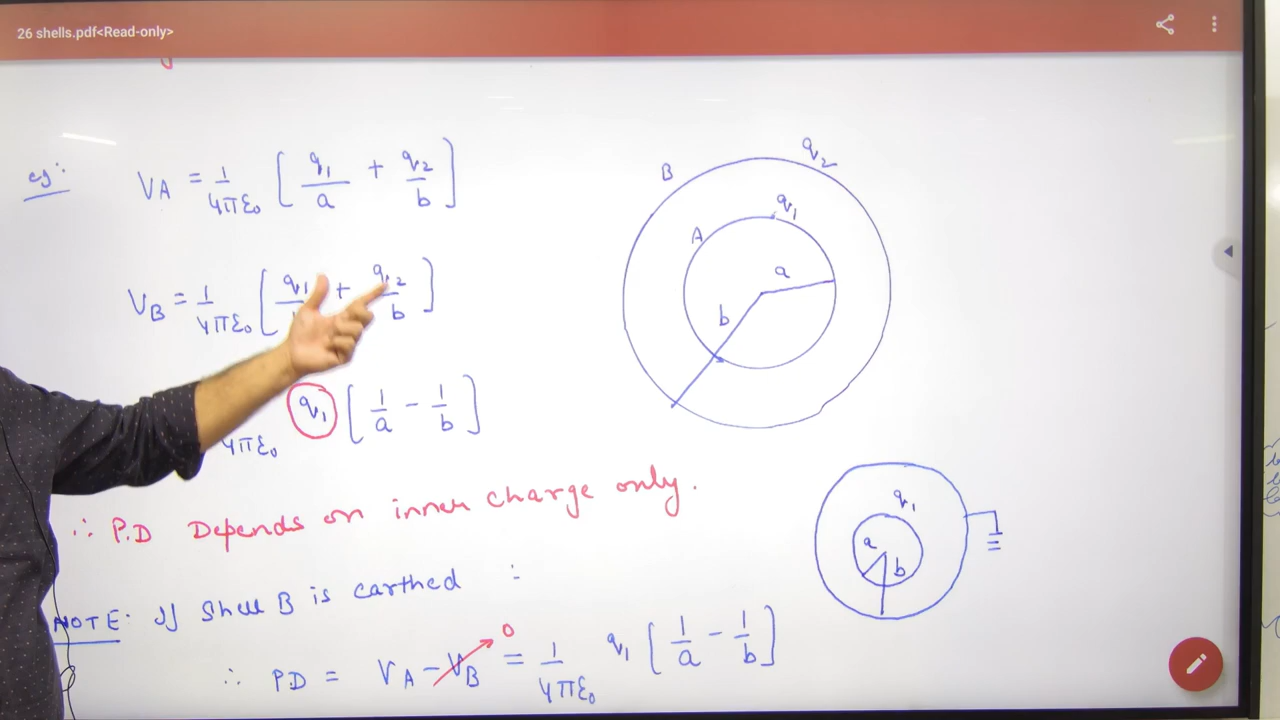 26 shells.pdf<Read-only>
eg:
VA = 1/4πε₀ [ q₁/a + q₂/b ]
VB = 1/4πε₀ [ q₁ + q₂/b ]
4πε₀ q₁ [ 1/a − 1/b ]
∴ P.D Depends on inner charge only.
NOTE: If Shell B is earthed :
∴ PD = VA − VB 0 = 1/4πε₀ q₁ [ 1/a − 1/b ]
B
q₂
q₁
A
a
b
q₁
a
b